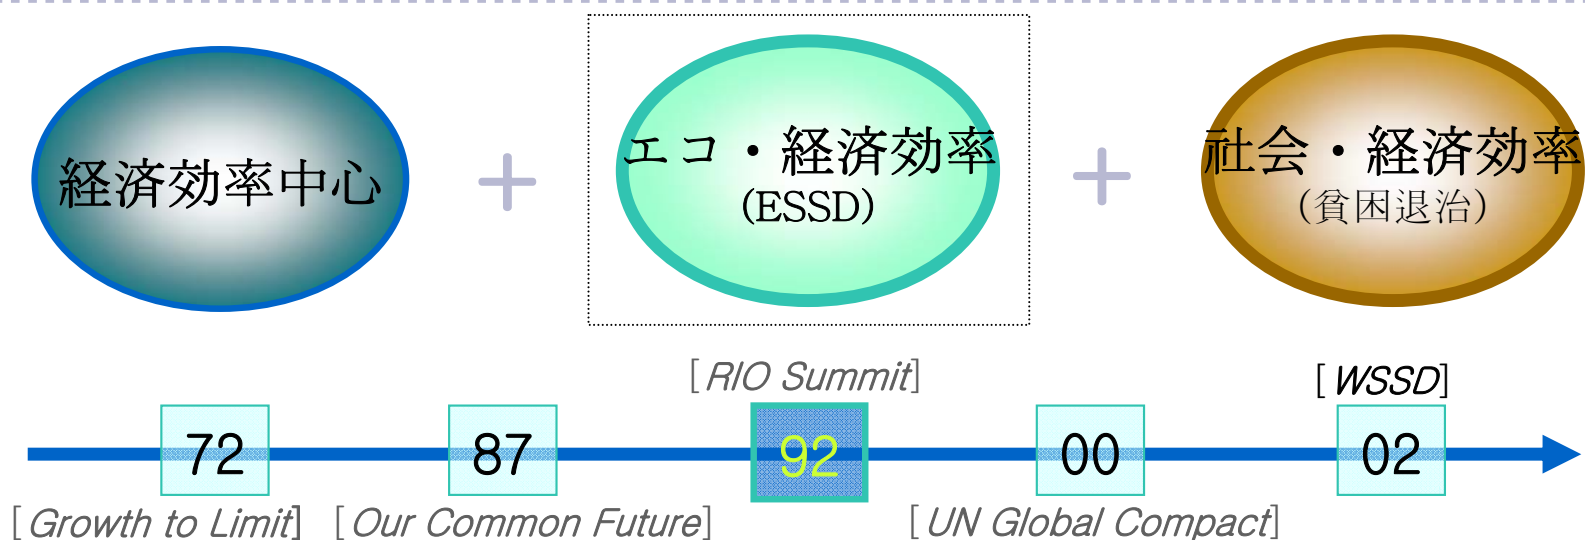 経済効率中心
+
エコ・経済効率
(ESSD)
+
社会・経済効率
(貧困退治)
[RIO Summit]
[WSSD]
72
87
92
00
02
[Growth to Limit]
[Our Common Future]
[UN Global Compact]